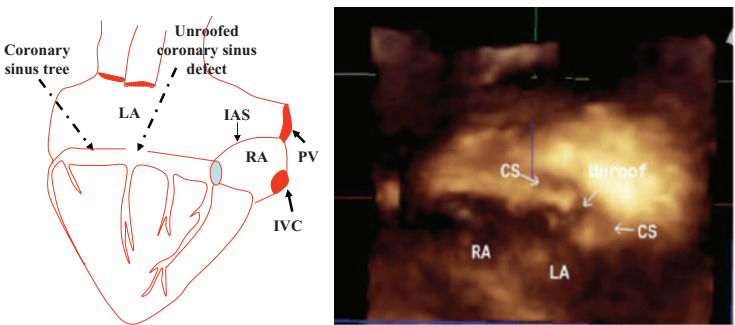 Coronary
sinus tree
Unroofed
coronary sinus
defect
LA
IAS
RA
PV
IVC
CS
Unroof
CS
RA
LA